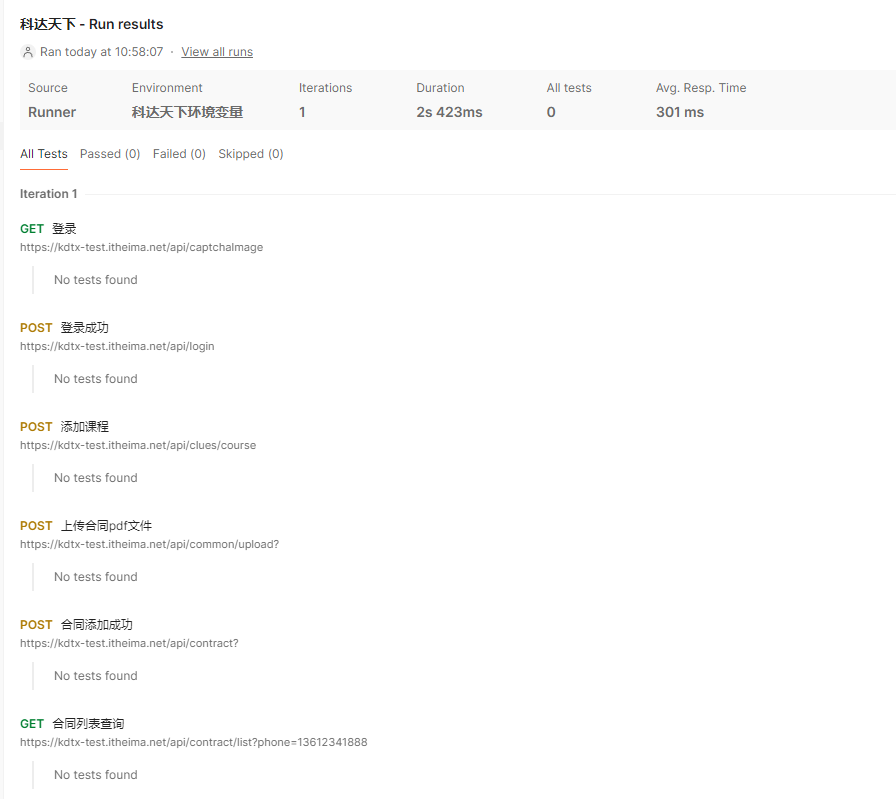 科达天下 - Run results
Ran today at 10:58:07 · View all runs
Source Environment Iterations Duration All tests Avg. Resp. Time
Runner 科达天下环境变量 1 2s 423ms 0 301 ms
All Tests Passed (0) Failed (0) Skipped (0)
Iteration 1
GET 登录
https://kdtx-test.itheima.net/api/captchaImage
No tests found
POST 登录成功
https://kdtx-test.itheima.net/api/login
No tests found
POST 添加课程
https://kdtx-test.itheima.net/api/clues/course
No tests found
POST 上传合同pdf文件
https://kdtx-test.itheima.net/api/common/upload?
No tests found
POST 合同添加成功
https://kdtx-test.itheima.net/api/contract?
No tests found
GET 合同列表查询
https://kdtx-test.itheima.net/api/contract/list?phone=13612341888
No tests found